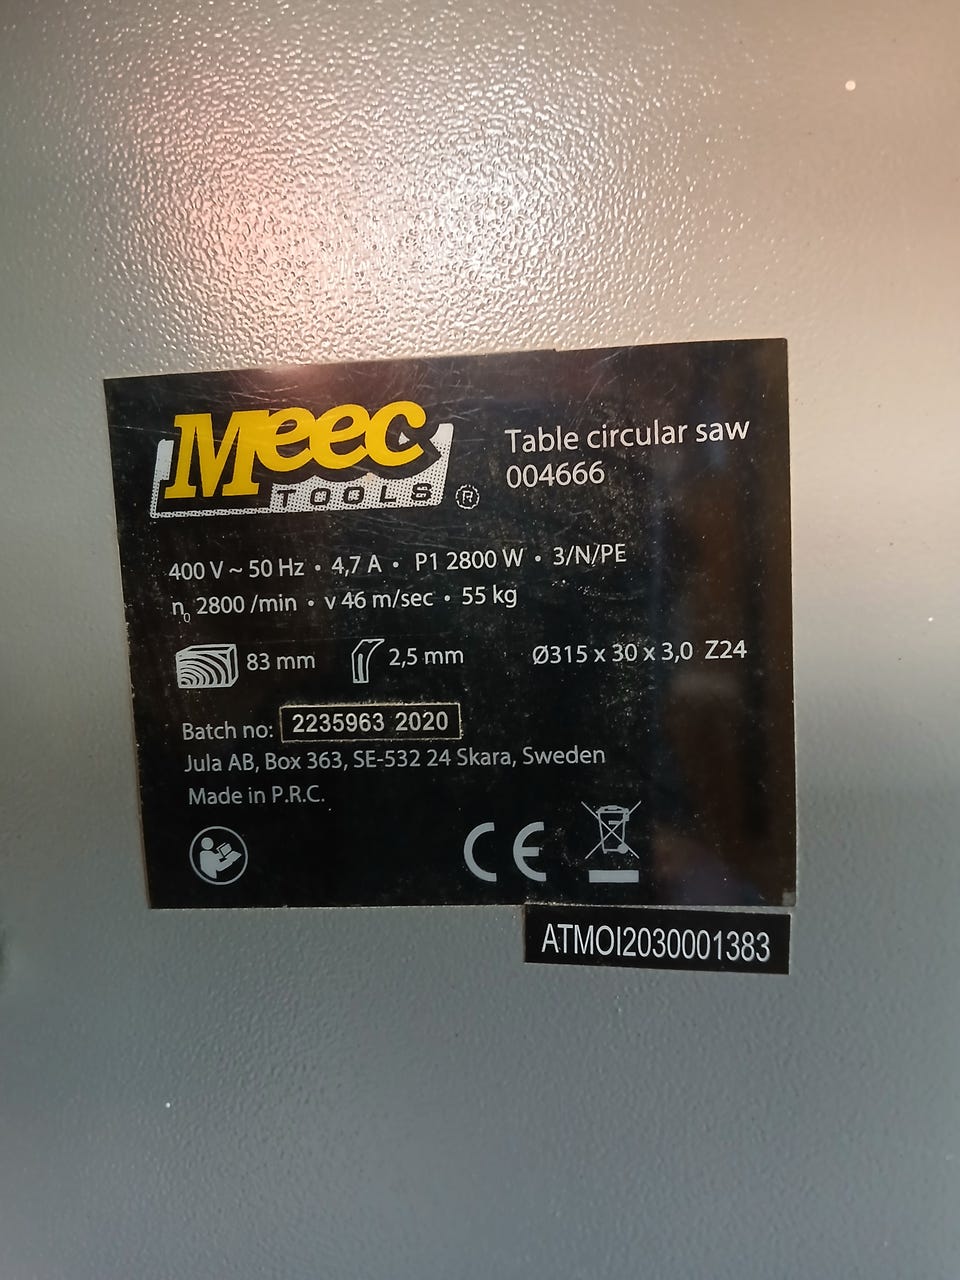 Meec
TOOLS ®
Table circular saw
004666
400 V ~ 50 Hz • 4,7 A • P1 2800 W • 3/N/PE
n₀ 2800 /min • v 46 m/sec • 55 kg
83 mm 2,5 mm Ø315 x 30 x 3,0 Z24
Batch no: 2235963 2020
Jula AB, Box 363, SE-532 24 Skara, Sweden
Made in P.R.C.
CE
ATMOI2030001383